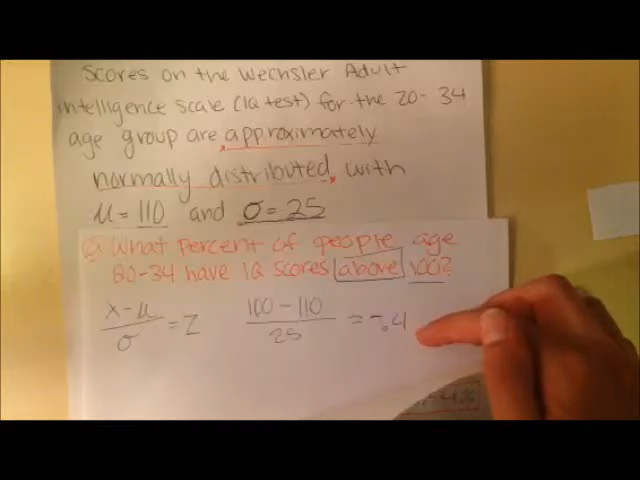 Scores on the Wechsler Adult
intelligence scale (IQ test) for the 20-34
age group are approximately
normally distributed, with
μ= 110 and σ= 25
Q) What percent of people age
20-34 have IQ scores above 100?
x-μ/σ = Z 100-110/25 = -.4